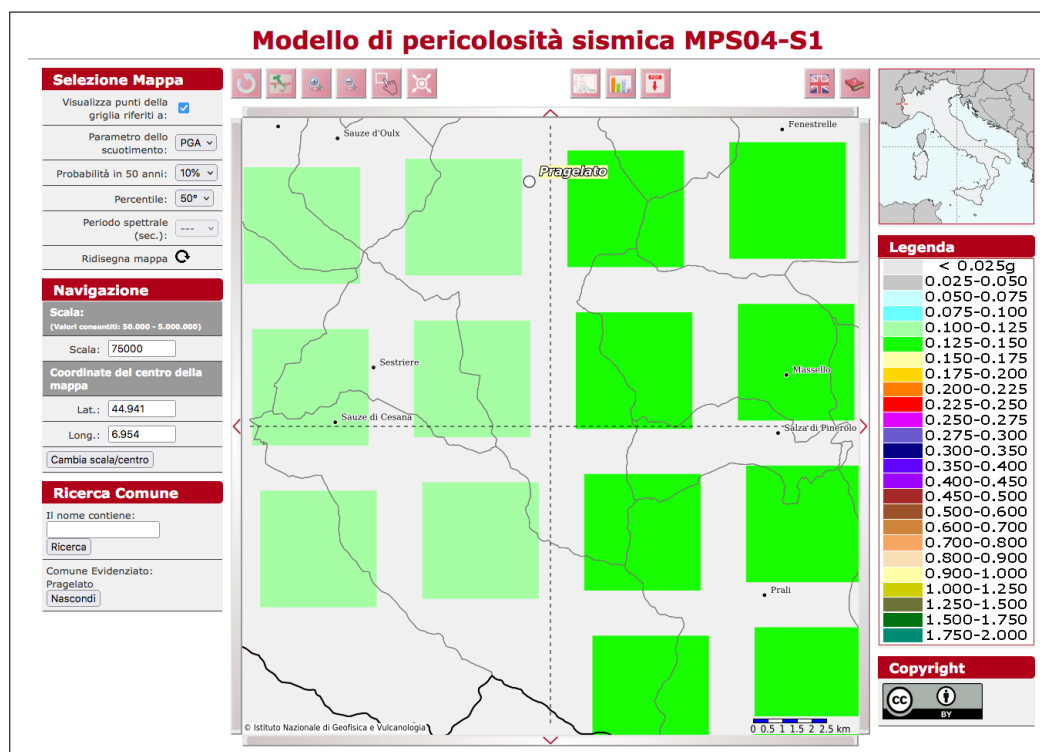 Modello di pericolosità sismica MPS04-S1
Selezione Mappa
Visualizza punti della
griglia riferiti a:
Parametro dello
scuotimento:
PGA
Probabilità in 50 anni:
10%
Percentile:
50°
Periodo spettrale
(sec.):
---
Ridisegna mappa
Navigazione
Scala:
(Valori consentiti: 50.000 - 5.000.000)
Scala:
75000
Coordinate del centro della
mappa
Lat.:
44.941
Long.:
6.954
Cambia scala/centro
Ricerca Comune
Il nome contiene:
Ricerca
Comune Evidenziato:
Pragelato
Nascondi
PDF
Sauze d'Oulx
Fenestrelle
Pragelato
Sestriere
Massello
Sauze di Cesana
Salza di Pinerolo
Prali
© Istituto Nazionale di Geofisica e Vulcanologia
0 0.5 1 1.5 2 2.5 km
Legenda
< 0.025g
0.025-0.050
0.050-0.075
0.075-0.100
0.100-0.125
0.125-0.150
0.150-0.175
0.175-0.200
0.200-0.225
0.225-0.250
0.250-0.275
0.275-0.300
0.300-0.350
0.350-0.400
0.400-0.450
0.450-0.500
0.500-0.600
0.600-0.700
0.700-0.800
0.800-0.900
0.900-1.000
1.000-1.250
1.250-1.500
1.500-1.750
1.750-2.000
Copyright
cc
BY